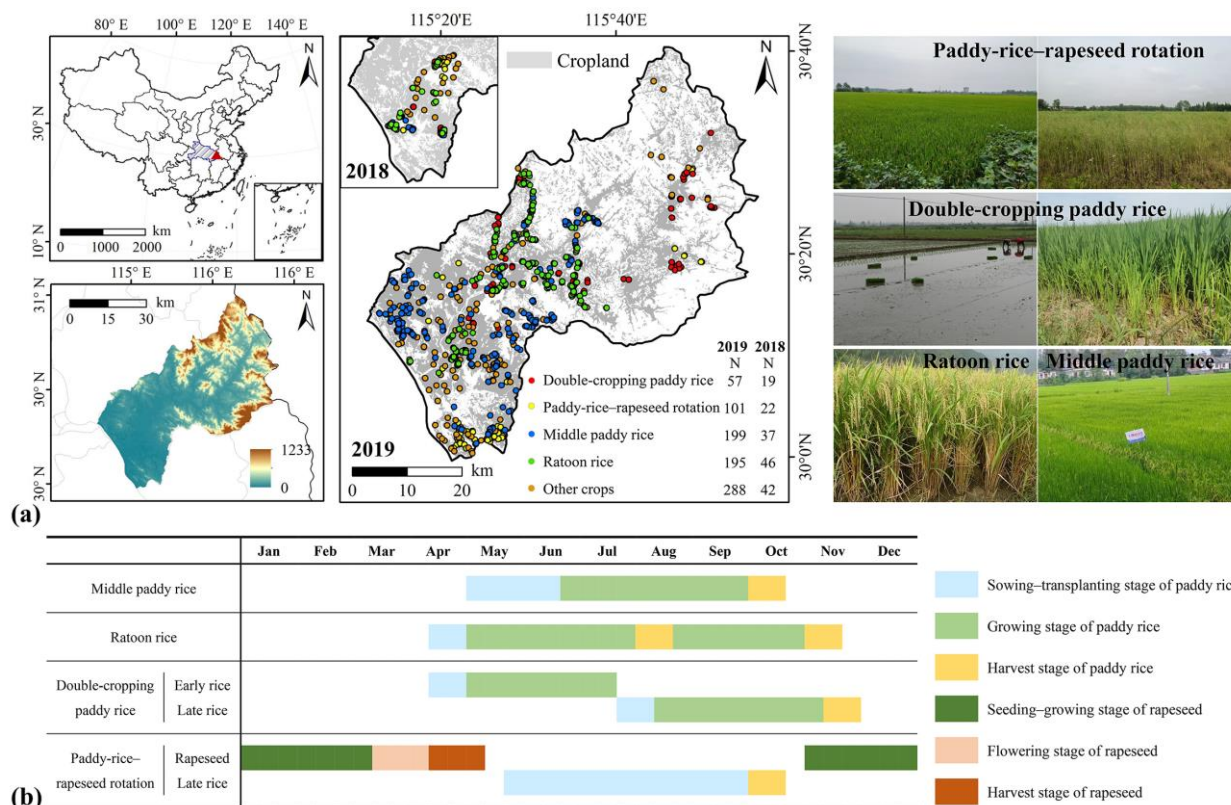 80° E 100° E 120° E 140° E
N
30° N
10° N
0 1000 2000 km
115° E 116° E 116° E
0 15 30 km
N
31° N
30° N
30° N
1233
0
(a)
115°20' E 115°40' E
Cropland
N
2018
30°40' N
30°20' N
30°0' N
2019 2018
N N
Double-cropping paddy rice 57 19
Paddy-rice–rapeseed rotation 101 22
Middle paddy rice 199 37
Ratoon rice 195 46
Other crops 288 42
2019
km
0 10 20
Paddy-rice–rapeseed rotation
Double-cropping paddy rice
Ratoon rice Middle paddy rice
Jan Feb Mar Apr May Jun Jul Aug Sep Oct Nov Dec
Middle paddy rice
Ratoon rice
Double-cropping paddy rice
Early rice
Late rice
Paddy-rice–
rapeseed rotation
Rapeseed
Late rice
(b)
Sowing–transplanting stage of paddy ric
Growing stage of paddy rice
Harvest stage of paddy rice
Seeding–growing stage of rapeseed
Flowering stage of rapeseed
Harvest stage of rapeseed